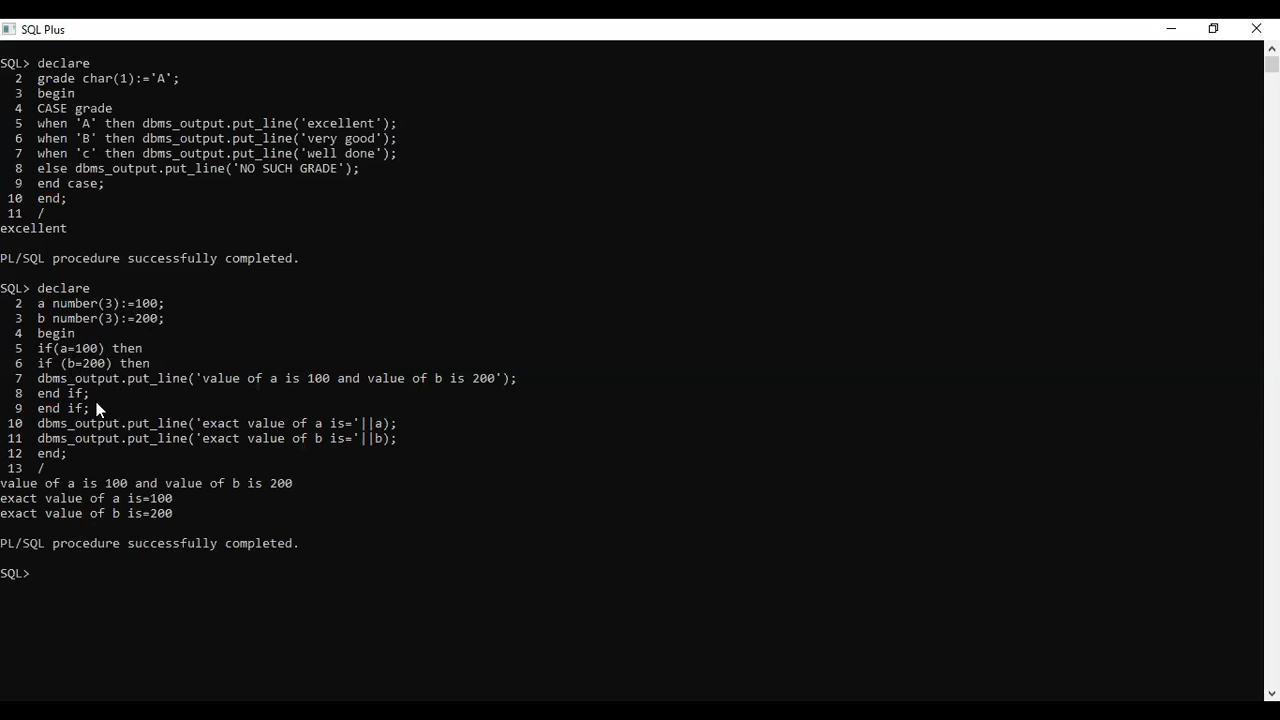 SQL Plus
SQL> declare
2 grade char(1):='A';
3 begin
4 CASE grade
5 when 'A' then dbms_output.put_line('excellent');
6 when 'B' then dbms_output.put_line('very good');
7 when 'c' then dbms_output.put_line('well done');
8 else dbms_output.put_line('NO SUCH GRADE');
9 end case;
10 end;
11 /
excellent
PL/SQL procedure successfully completed.
SQL> declare
2 a number(3):=100;
3 b number(3):=200;
4 begin
5 if(a=100) then
6 if (b=200) then
7 dbms_output.put_line('value of a is 100 and value of b is 200');
8 end if;
9 end if;
10 dbms_output.put_line('exact value of a is='||a);
11 dbms_output.put_line('exact value of b is='||b);
12 end;
13 /
value of a is 100 and value of b is 200
exact value of a is=100
exact value of b is=200
PL/SQL procedure successfully completed.
SQL>